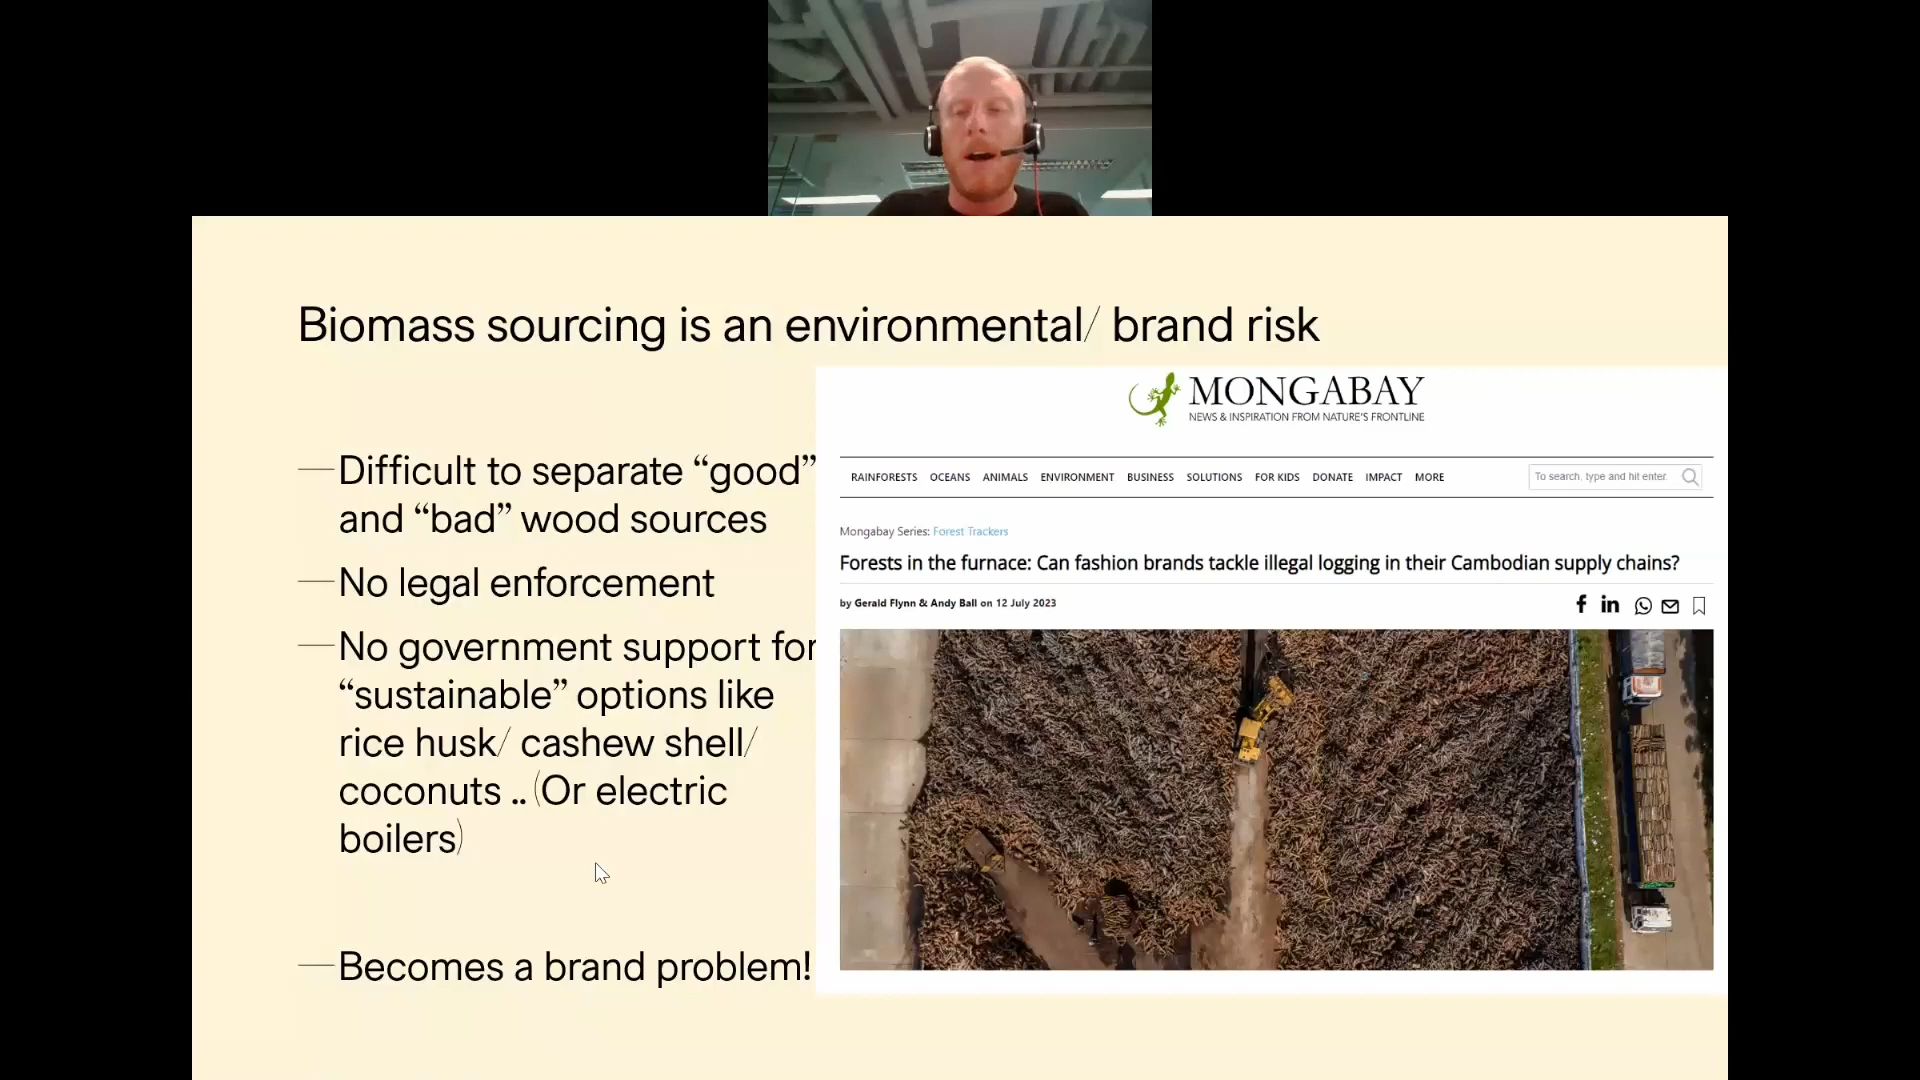 Biomass sourcing is an environmental/ brand risk
—Difficult to separate “good”
and “bad” wood sources
—No legal enforcement
—No government support for
“sustainable” options like
rice husk/ cashew shell/
coconuts .. (Or electric
boilers)
—Becomes a brand problem!
MONGABAY
NEWS & INSPIRATION FROM NATURE'S FRONTLINE
RAINFORESTS OCEANS ANIMALS ENVIRONMENT BUSINESS SOLUTIONS FOR KIDS DONATE IMPACT MORE
To search, type and hit enter.
Mongabay Series: Forest Trackers
Forests in the furnace: Can fashion brands tackle illegal logging in their Cambodian supply chains?
by Gerald Flynn & Andy Ball on 12 July 2023